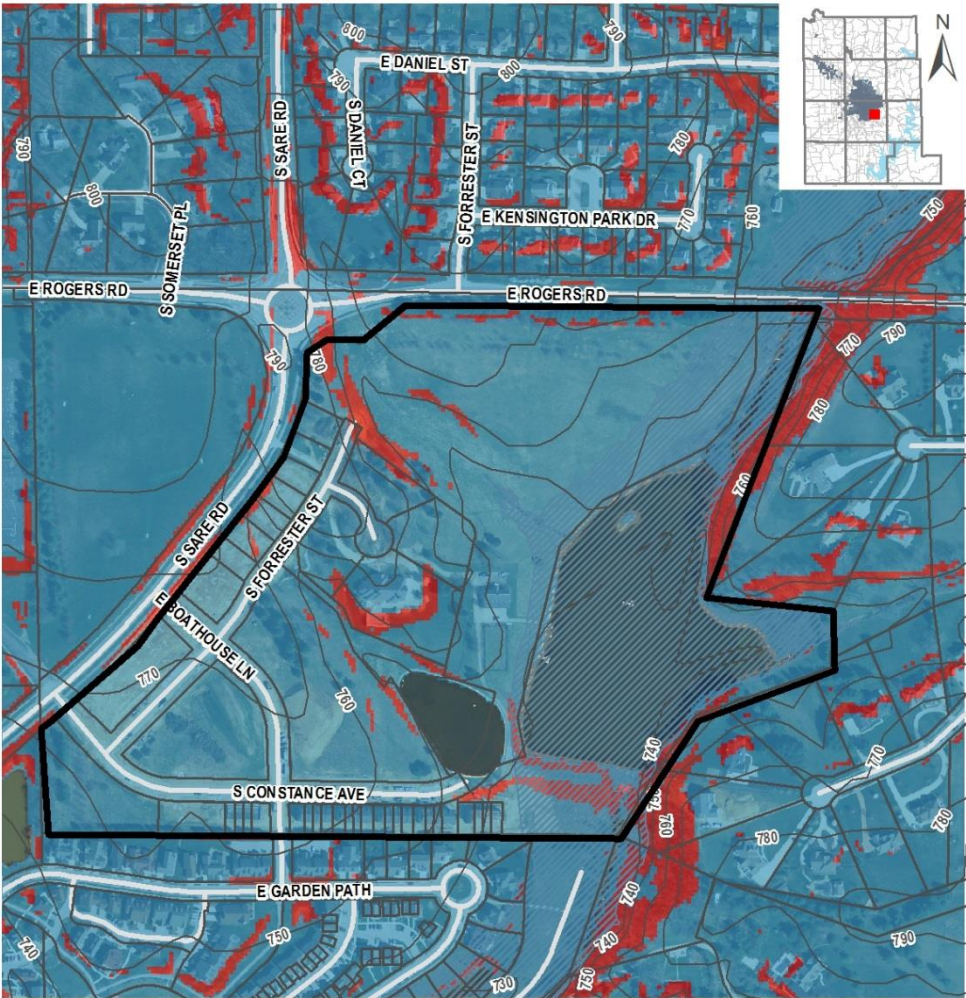 800
790
E DANIEL ST
800
N
790
S SARE RD
790
S DANIEL CT
S FORRESTER ST
780
800
S SOMERSET PL
E KENSINGTON PARK DR
770
760
750
E ROGERS RD
E ROGERS RD
790
780
770
790
780
760
S SARE RD
S FORRESTER ST
E BOATHOUSE LN
770
760
740
770
S CONSTANCE AVE
760
780
780
E GARDEN PATH
740
750
740
740
790
730
750